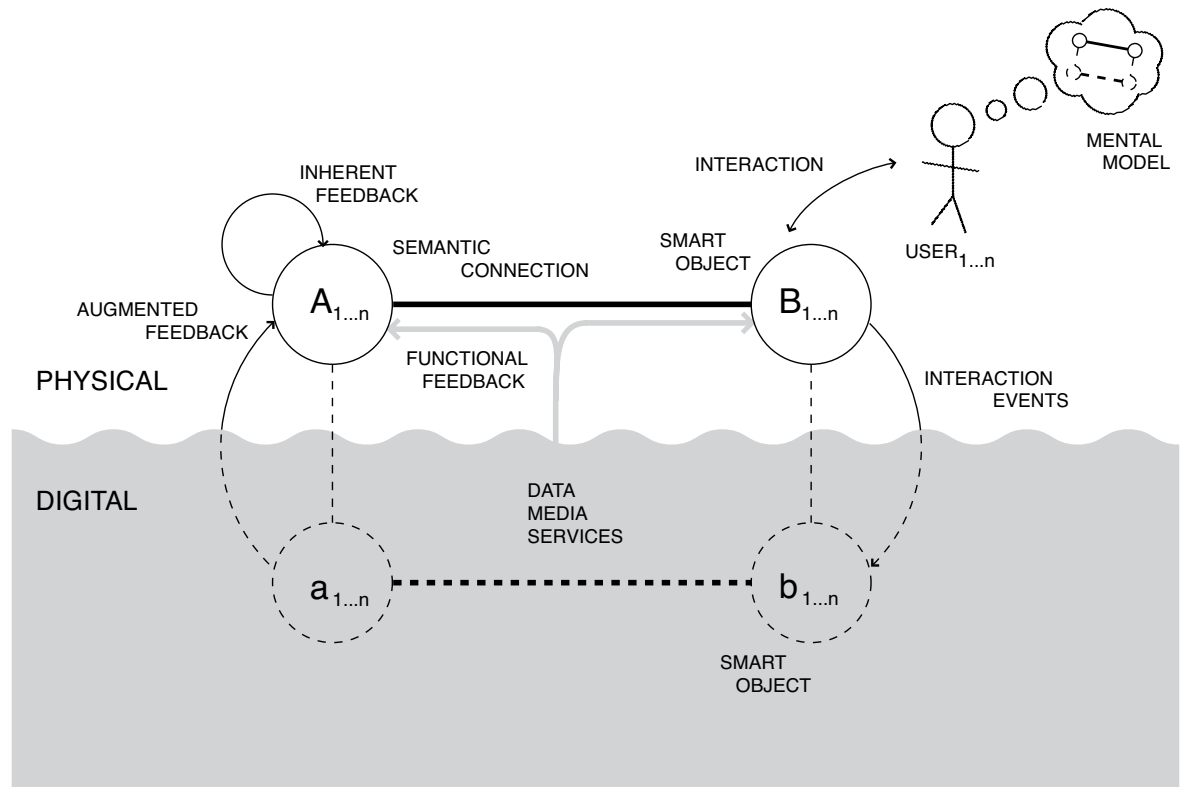 MENTAL
MODEL
INTERACTION
USER1...n
INHERENT
FEEDBACK
SEMANTIC
CONNECTION
SMART
OBJECT
A1...n
B1...n
AUGMENTED
FEEDBACK
FUNCTIONAL
FEEDBACK
PHYSICAL
INTERACTION
EVENTS
DIGITAL
DATA
MEDIA
SERVICES
a1...n
b1...n
SMART
OBJECT